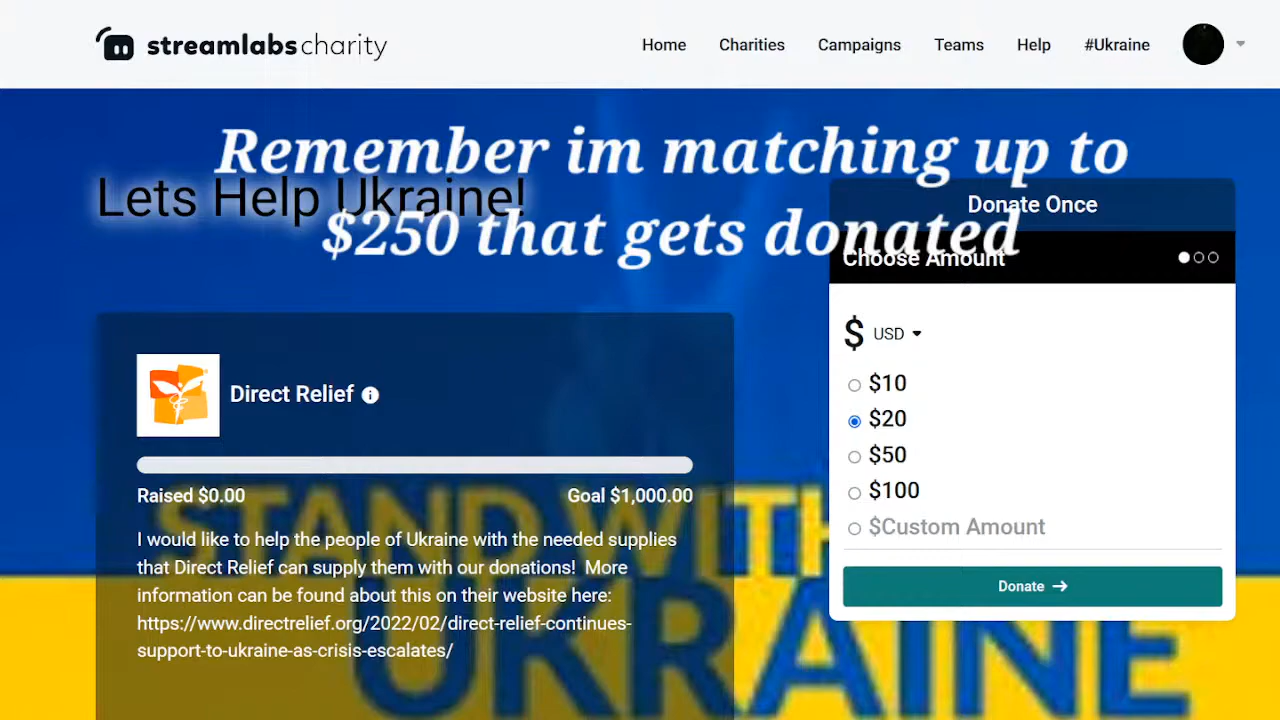 streamlabs charity
Home Charities Campaigns Teams Help #Ukraine
Remember im matching up to
$250 that gets donated
Lets Help Ukraine!
Donate Once
Choose Amount
$ USD
$10
$20
$50
$100
$Custom Amount
Donate →
Direct Relief
Raised $0.00 Goal $1,000.00
I would like to help the people of Ukraine with the needed supplies
that Direct Relief can supply them with our donations!  More
information can be found about this on their website here:
https://www.directrelief.org/2022/02/direct-relief-continues-
support-to-ukraine-as-crisis-escalates/
STAND WITH
UKRAINE